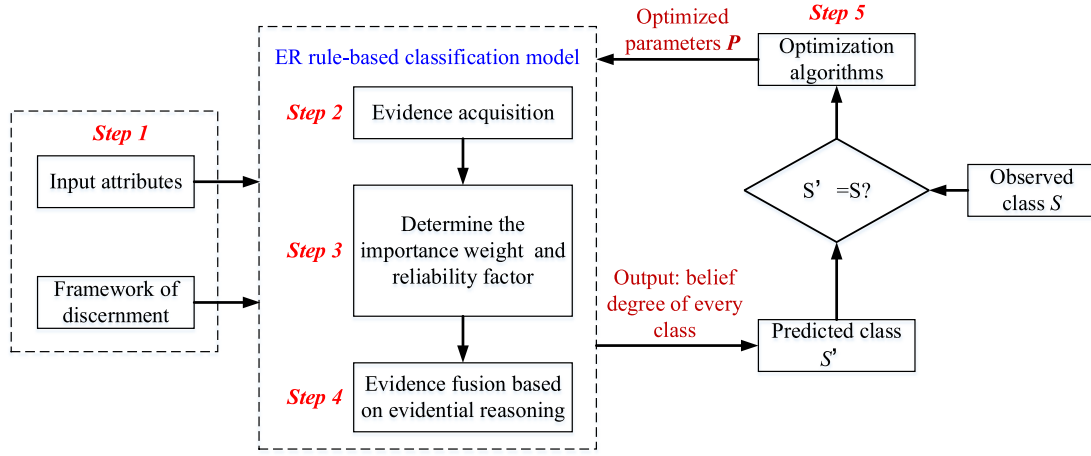 Step 1
Input attributes
Framework of
discernment
ER rule-based classification model
Step 2
Evidence acquisition
Step 3
Determine the
importance weight and
reliability factor
Step 4
Evidence fusion based
on evidential reasoning
Output: belief
degree of every
class
Predicted class
S’
S’ =S?
Observed
class S
Step 5
Optimization
algorithms
Optimized
parameters P